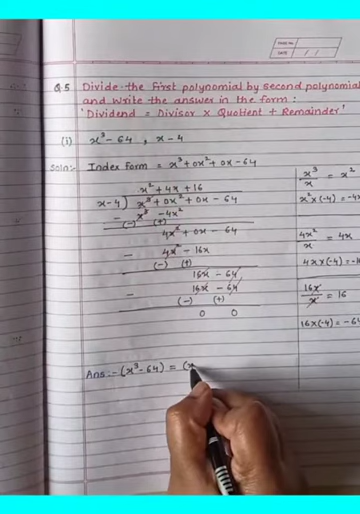 Q.5 Divide the first polynomial by second polynomial
and write the answer in the form:
'Dividend = Divisor × Quotient + Remainder'
(i) x³-64 , x-4
Soln:- Index form = x³+0x²+0x-64
x²+4x+16
x-4) x³+0x²+0x-64
- x³ -4x²
(-) (+)
4x²+0x-64
- 4x²-16x
(-) (+)
16x-64
- 16x-64
(-) (+)
0 0
x³/x = x²
x²×(-4)=-4x
4x²/x = 4x
4x×(-4)=-16
16x/x = 16
16×(-4)=-64
Ans:-(x³-64) = (x